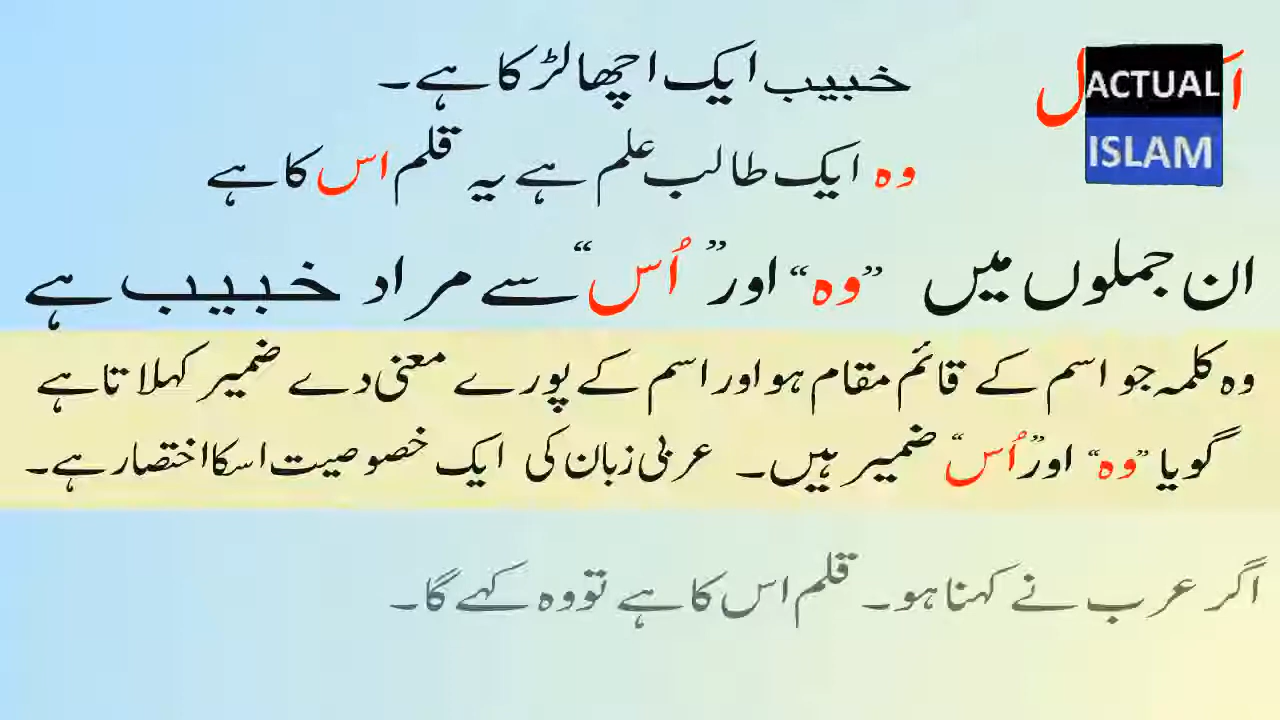 خبیب ایک اچھا لڑکا ہے۔
ACTUAL
ISLAM
وہ ایک طالب علم ہے یہ قلم اس کا ہے
ان جملوں میں ”وہ“ اور ”اُس“ سے مراد خبیب ہے
وہ کلمہ جو اسم کے قائم مقام ہو اور اسم کے پورے معنی دے ضمیر کہلاتا ہے
گویا ”وہ“ اور ”اُس“ ضمیر ہیں۔ عربی زبان کی ایک خصوصیت اسکا اختصار ہے۔
اگر عرب نے کہنا ہو۔ قلم اس کا ہے تو وہ کہے گا۔